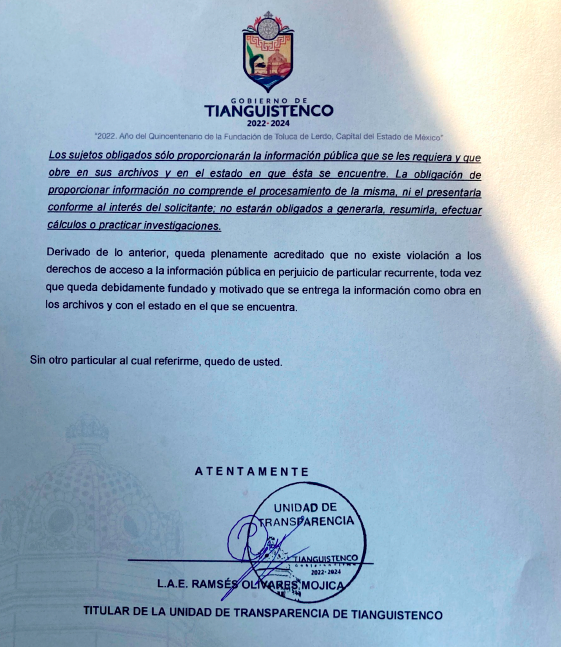 GOBIERNO DE
TIANGUISTENCO
2022-2024
"2022. Año del Quincentenario de la Fundación de Toluca de Lerdo, Capital del Estado de México"
Los sujetos obligados sólo proporcionarán la información pública que se les requiera y que
obre en sus archivos y en el estado en que ésta se encuentre. La obligación de
proporcionar información no comprende el procesamiento de la misma, ni el presentarla
conforme al interés del solicitante; no estarán obligados a generarla, resumirla, efectuar
cálculos o practicar investigaciones.
Derivado de lo anterior, queda plenamente acreditado que no existe violación a los
derechos de acceso a la información pública en perjuicio de particular recurrente, toda vez
que queda debidamente fundado y motivado que se entrega la información como obra en
los archivos y con el estado en el que se encuentra.
Sin otro particular al cual referirme, quedo de usted.
ATENTAMENTE
UNIDAD DE
TRANSPARENCIA
TIANGUISTENCO
2022-2024
L.A.E. RAMSÉS OLIVARES MOJICA
TITULAR DE LA UNIDAD DE TRANSPARENCIA DE TIANGUISTENCO